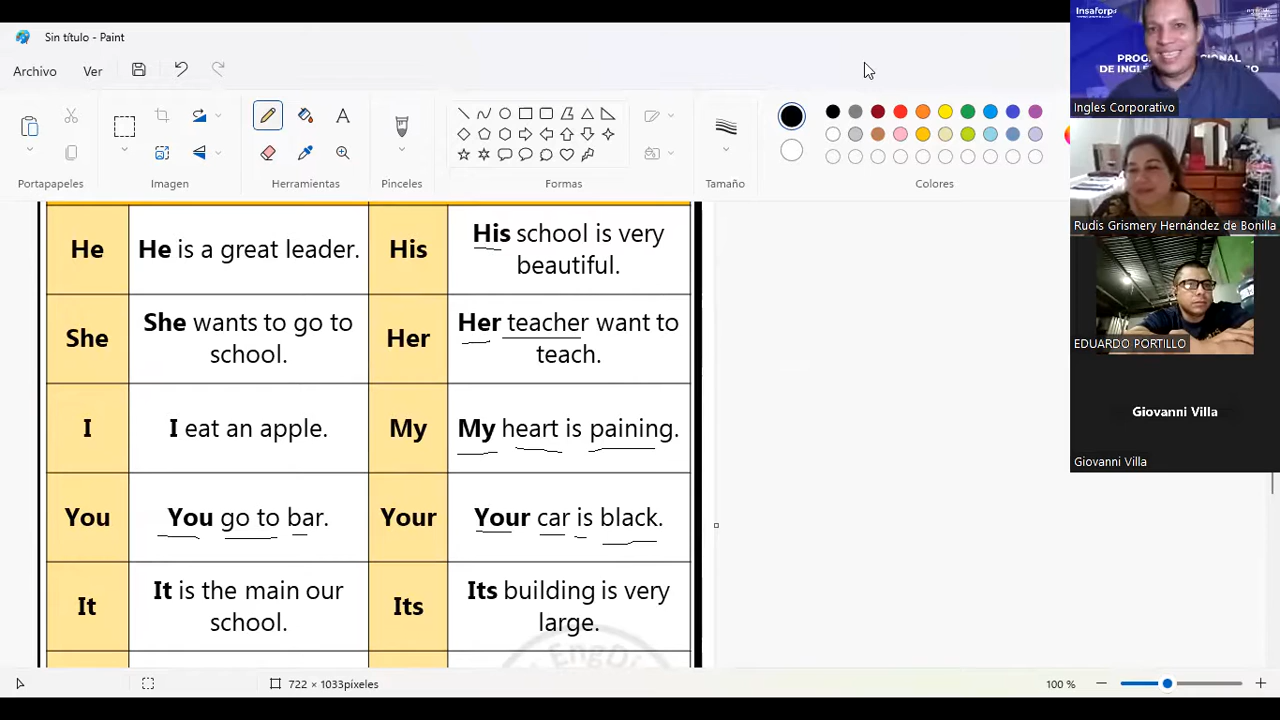 Sin título - Paint
Archivo
Ver
Portapapeles
Imagen
Herramientas
Pinceles
Formas
Tamaño
Colores
He
He is a great leader.
His
His school is very
beautiful.
She
She wants to go to
school.
Her
Her teacher want to
teach.
I
I eat an apple.
My
My heart is paining.
You
You go to bar.
Your
Your car is black.
It
It is the main our
school.
Its
Its building is very
large.
722 × 1033píxeles
100 %
Insaforp
Ingles Corporativo
Rudis Grismery Hernández de Bonilla
EDUARDO PORTILLO
Giovanni Villa
Giovanni Villa